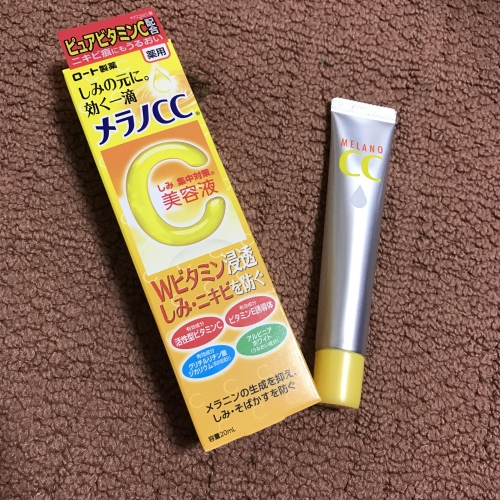 ピュアビタミンC配合
ニキビ痕にもうるおい
薬用
ロート製薬
しみの元に。
効く一滴
メラノCC
C
しみ 集中対策
美容液
Wビタミン浸透
しみ・ニキビを防ぐ
有効成分
活性型ビタミンC
有効成分
ビタミンE誘導体
有効成分
グリチルリチン酸
ジカリウム
アルピニア
ホワイト
(うるおい成分)
メラニンの生成を抑え、
しみ・そばかすを防ぐ
容量20mL
MELANO
CC